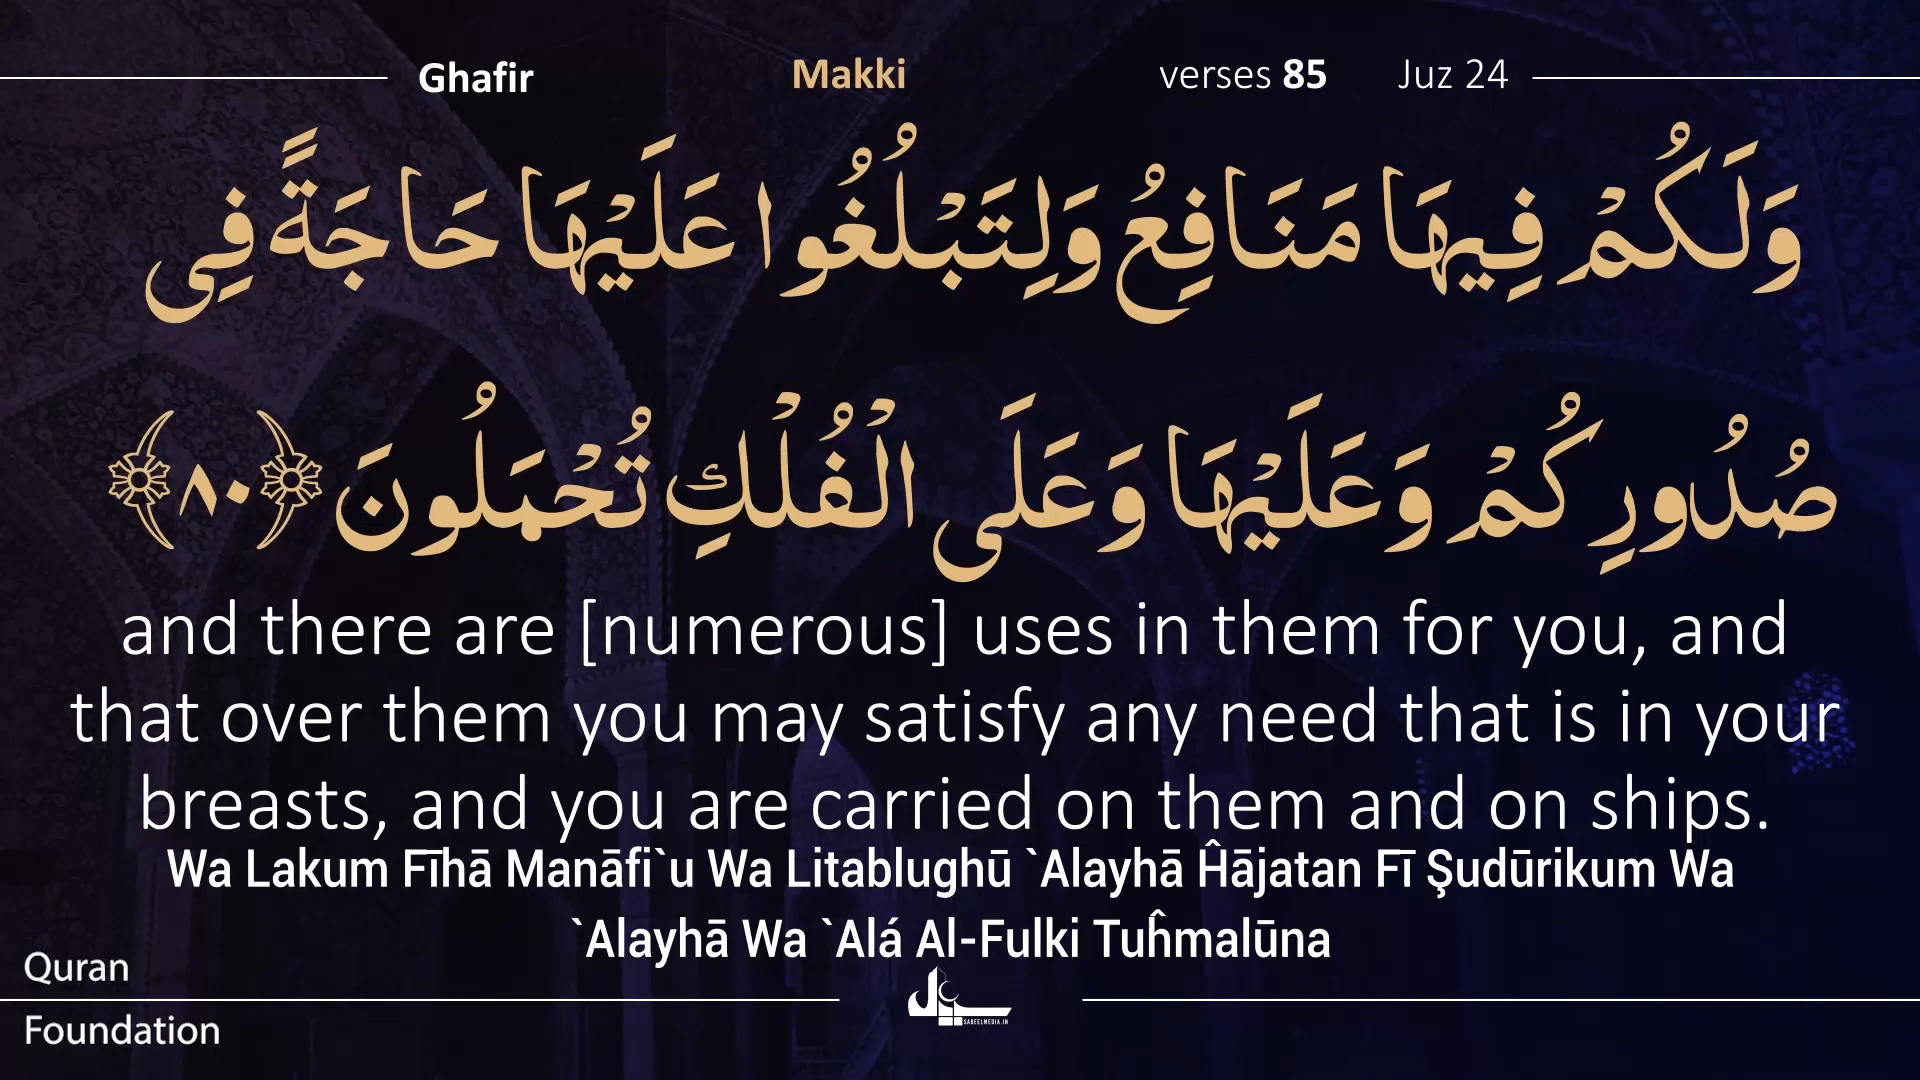 Ghafir Makki verses 85 Juz 24
وَلَكُمْ فِيهَا مَنَافِعُ وَلِتَبْلُغُوا عَلَيْهَا حَاجَةً فِي
صُدُورِكُمْ وَعَلَيْهَا وَعَلَى الْفُلْكِ تُحْمَلُونَ ﴿٨٠﴾
and there are [numerous] uses in them for you, and
that over them you may satisfy any need that is in your
breasts, and you are carried on them and on ships.
Wa Lakum Fīhā Manāfi`u Wa Litablughū `Alayhā Ĥājatan Fī Şudūrikum Wa
`Alayhā Wa `Alá Al-Fulki Tuĥmalūna
Quran
Foundation
SABEELMEDIA.IN